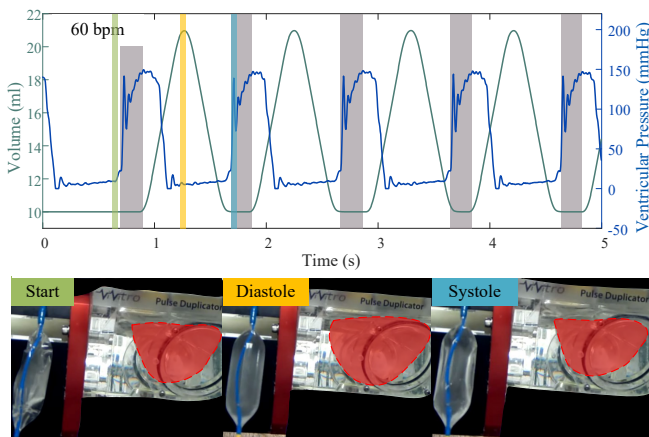 60 bpm
Volume (ml)
22
20
18
16
14
12
10
Ventricular Pressure (mmHg)
200
150
100
50
0
-50
0
1
2
3
4
5
Time (s)
Start
Diastole
Systole
Pulse Duplicator
Vitro Pulse Duplicator
Vitro Pulse Duplicator